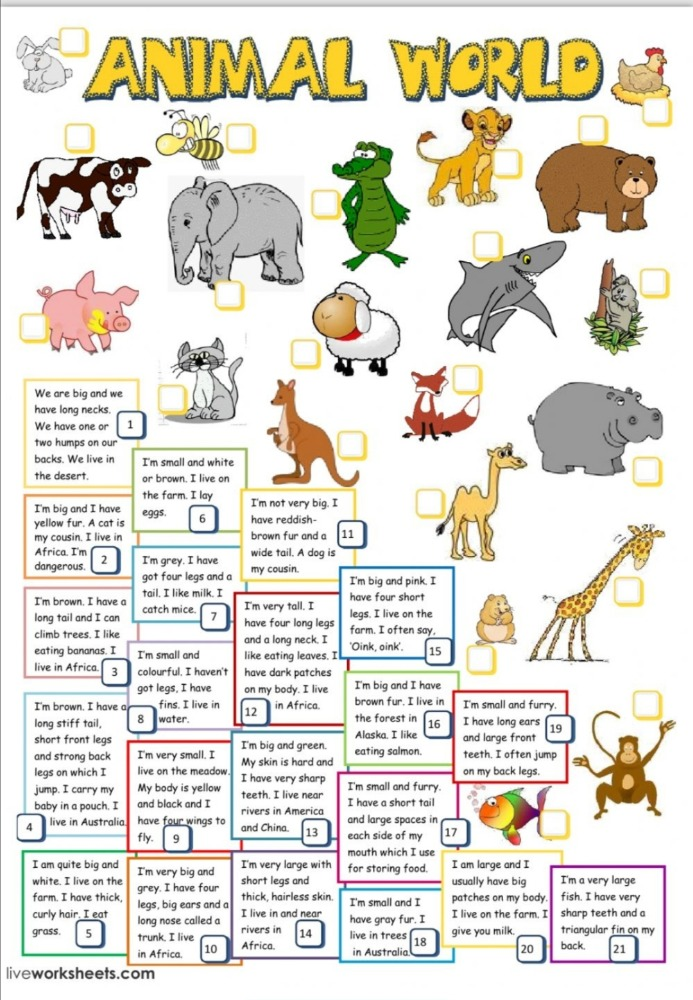 ANIMAL WORLD
We are big and we
have long necks.
We have one or
two humps on our
backs. We live in
the desert.
1
I'm big and I have
yellow fur. A cat is
my cousin. I live in
Africa. I'm
dangerous.
2
I'm brown. I have a
long tail and I can
climb trees. I like
eating bananas. I
live in Africa.
3
I'm brown. I have a
long stiff tail,
short front legs
and strong back
legs on which I
jump. I carry my
baby in a pouch. I
live in Australia.
4
I am quite big and
white. I live on the
farm. I have thick,
curly hair. I eat
grass.
5
I'm small and white
or brown. I live on
the farm. I lay
eggs.
6
I'm grey. I have
got four legs and a
tail. I like milk. I
catch mice.
7
I'm small and
colourful. I haven't
got legs, I have
fins. I live in
water.
8
I'm very small. I
live on the meadow.
My body is yellow
and black and I
have four wings to
fly.
9
I'm very big and
grey. I have four
legs, big ears and a
long nose called a
trunk. I live
in Africa.
10
I'm not very big. I
have reddish-
brown fur and a
wide tail. A dog is
my cousin.
11
I'm very tall. I
have four long legs
and a long neck. I
like eating leaves. I
have dark patches
on my body. I live
in Africa.
12
I'm big and green.
My skin is hard and
I have very sharp
teeth. I live near
rivers in America
and China.
13
I'm very large with
short legs and
thick, hairless skin.
I live in and near
rivers in
Africa.
14
I'm big and pink. I
have four short
legs. I live on the
farm. I often say,
'Oink, oink'.
15
I'm big and I have
brown fur. I live in
the forest in
Alaska. I like
eating salmon.
16
I'm small and furry.
I have a short tail
and large spaces in
each side of my
mouth which I use
for storing food.
17
I'm small and I
have gray fur. I
live in trees
in Australia.
18
I'm small and furry.
I have long ears
and large front
teeth. I often jump
on my back legs.
19
I am large and I
usually have big
patches on my body.
I live on the farm. I
give you milk.
20
I'm a very large
fish. I have very
sharp teeth and a
triangular fin on my
back.
21
liveworksheets.com